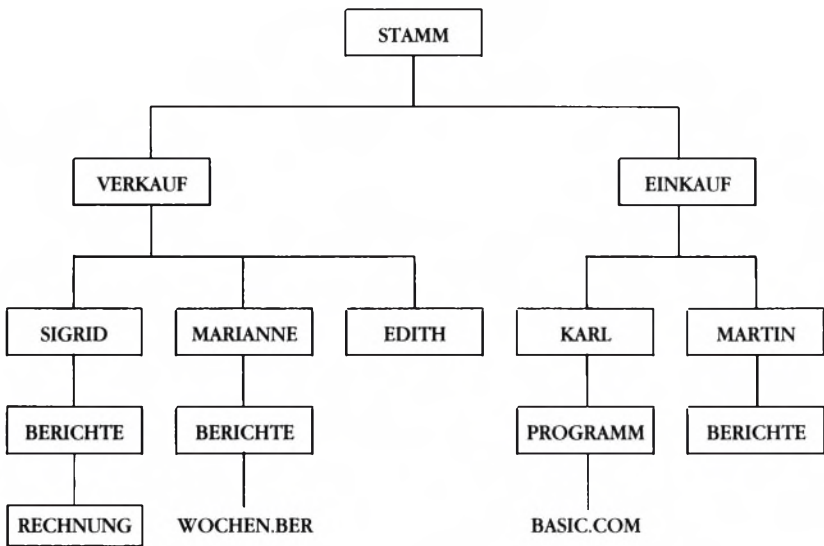 STAMM
VERKAUF EINKAUF
SIGRID MARIANNE EDITH KARL MARTIN
BERICHTE BERICHTE PROGRAMM BERICHTE
RECHNUNG WOCHEN.BER BASIC.COM